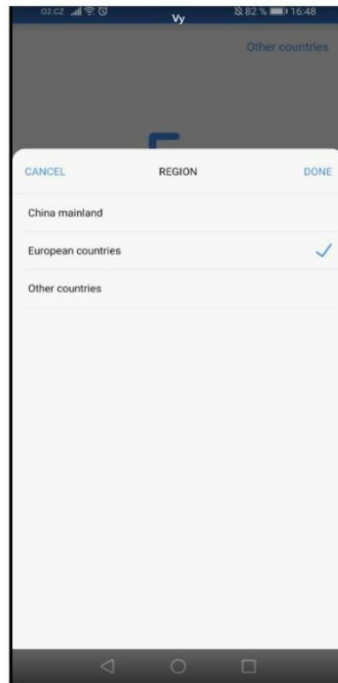 O2.CZ 82 % 16:48
Vy
Other countries
CANCEL REGION DONE
China mainland
European countries
Other countries